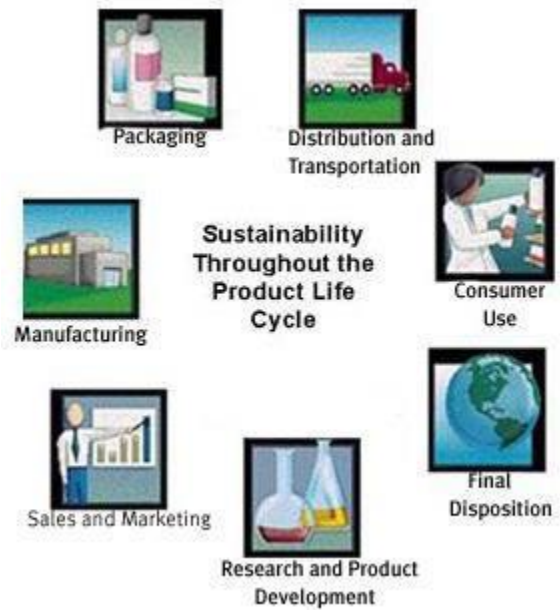 Packaging
Distribution and
Transportation
Sustainability
Throughout the
Product Life
Cycle
Consumer
Use
Manufacturing
Final
Disposition
Sales and Marketing
Research and Product
Development